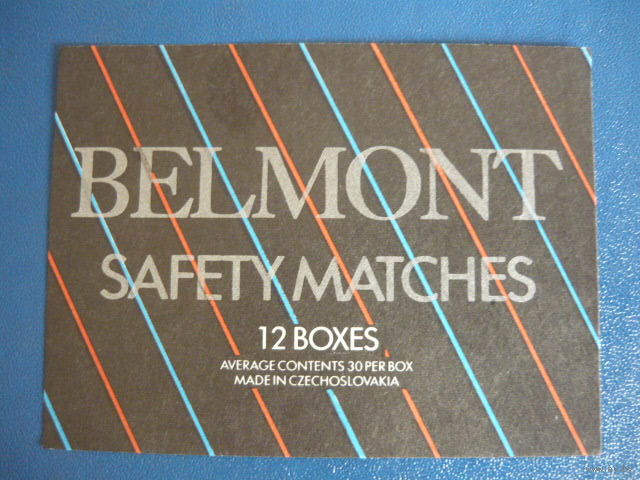 BELMONT
SAFETY MATCHES
12 BOXES
AVERAGE CONTENTS 30 PER BOX
MADE IN CZECHOSLOVAKIA